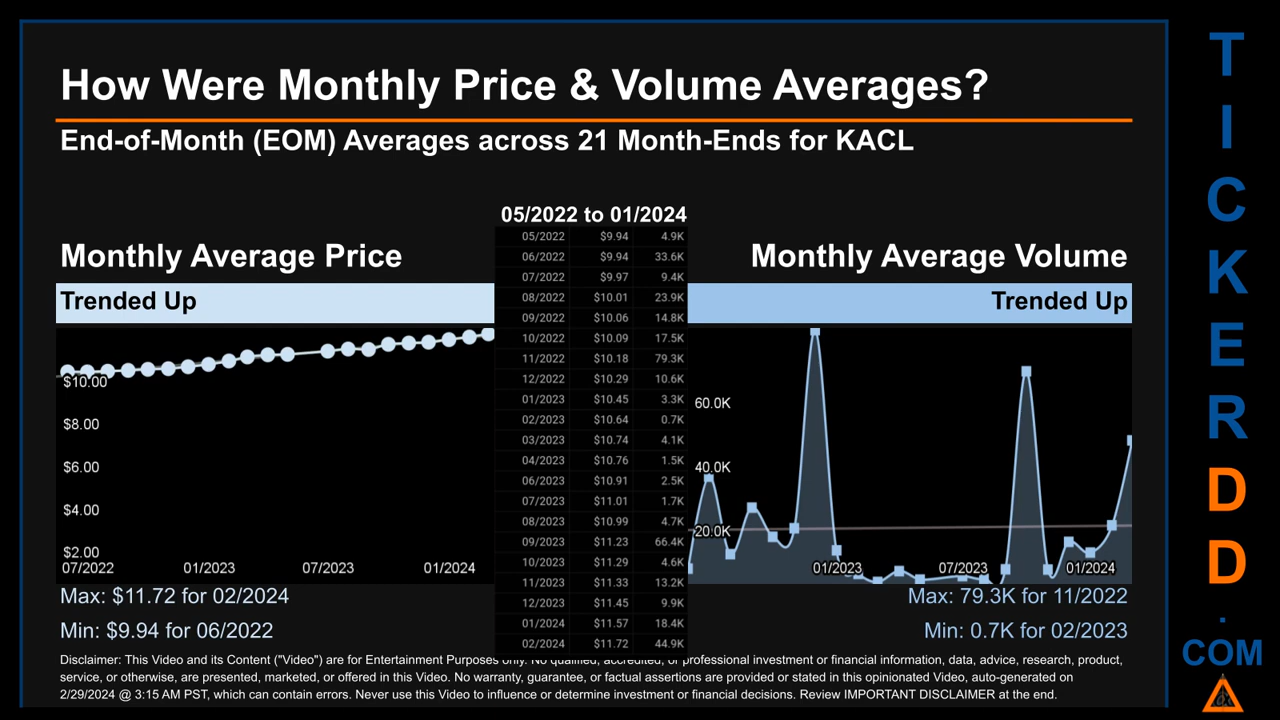 How Were Monthly Price & Volume Averages?
End-of-Month (EOM) Averages across 21 Month-Ends for KACL
05/2022 to 01/2024
Monthly Average Price
Trended Up
$10.00
$8.00
$6.00
$4.00
$2.00
07/2022 01/2023 07/2023 01/2024
Max: $11.72 for 02/2024
Min: $9.94 for 06/2022
05/2022 $9.94 4.9K
06/2022 $9.94 33.6K
07/2022 $9.97 9.4K
08/2022 $10.01 23.9K
09/2022 $10.06 14.8K
10/2022 $10.09 17.5K
11/2022 $10.18 79.3K
12/2022 $10.29 10.6K
01/2023 $10.45 3.3K
02/2023 $10.64 0.7K
03/2023 $10.74 4.1K
04/2023 $10.76 1.5K
06/2023 $10.91 2.5K
07/2023 $11.01 1.7K
08/2023 $10.99 4.7K
09/2023 $11.23 66.4K
10/2023 $11.29 4.6K
11/2023 $11.33 13.2K
12/2023 $11.45 9.9K
01/2024 $11.57 18.4K
02/2024 $11.72 44.9K
Monthly Average Volume
Trended Up
60.0K
40.0K
20.0K
01/2023 07/2023 01/2024
Max: 79.3K for 11/2022
Min: 0.7K for 02/2023
Disclaimer: This Video and its Content ("Video") are for Entertainment Purposes only. No qualified, accredited, or professional investment or financial information, data, advice, research, product,
service, or otherwise, are presented, marketed, or offered in this Video. No warranty, guarantee, or factual assertions are provided or stated in this opinionated Video, auto-generated on
2/29/2024 @ 3:15 AM PST, which can contain errors. Never use this Video to influence or determine investment or financial decisions. Review IMPORTANT DISCLAIMER at the end.
TICKERDD.COM